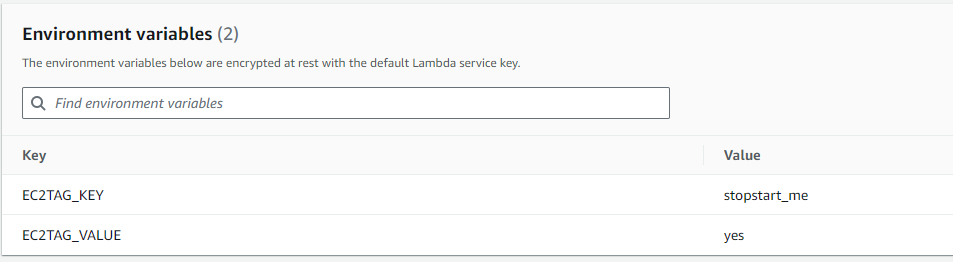 Environment variables (2)
The environment variables below are encrypted at rest with the default Lambda service key.
Find environment variables
Key Value
EC2TAG_KEY stopstart_me
EC2TAG_VALUE yes